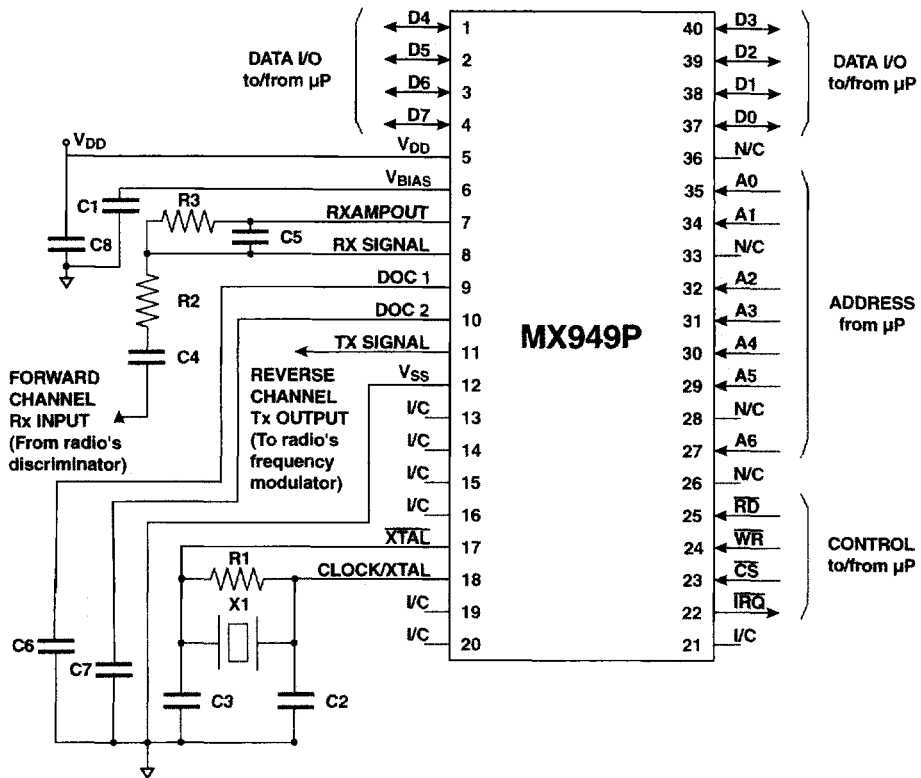 D4 1 40 D3
DATA I/O
to/from µP
D5 2 39 D2
D6 3 38 D1
D7 4 37 D0
DATA I/O
to/from µP
VDD
VDD 5 36 N/C
VBIAS 6 35 A0
C1 R3
RXAMPOUT 7 34 A1
C8 C5
RX SIGNAL 8 33 N/C
DOC 1 9 32 A2
R2
DOC 2 10 31 A3
MX949P
ADDRESS
from µP
C4
TX SIGNAL 11 30 A4
VSS 12 29 A5
FORWARD
CHANNEL
Rx INPUT
(From radio's
discriminator)
REVERSE
CHANNEL
Tx OUTPUT
(To radio's
frequency
modulator)
I/C 13 28 N/C
I/C 14 27 A6
I/C 15 26 N/C
I/C 16 25 RD
XTAL 17 24 WR
CONTROL
to/from µP
R1
CLOCK/XTAL 18 23 CS
X1
I/C 19 22 IRQ
I/C 20 21 I/C
C6 C7 C3 C2